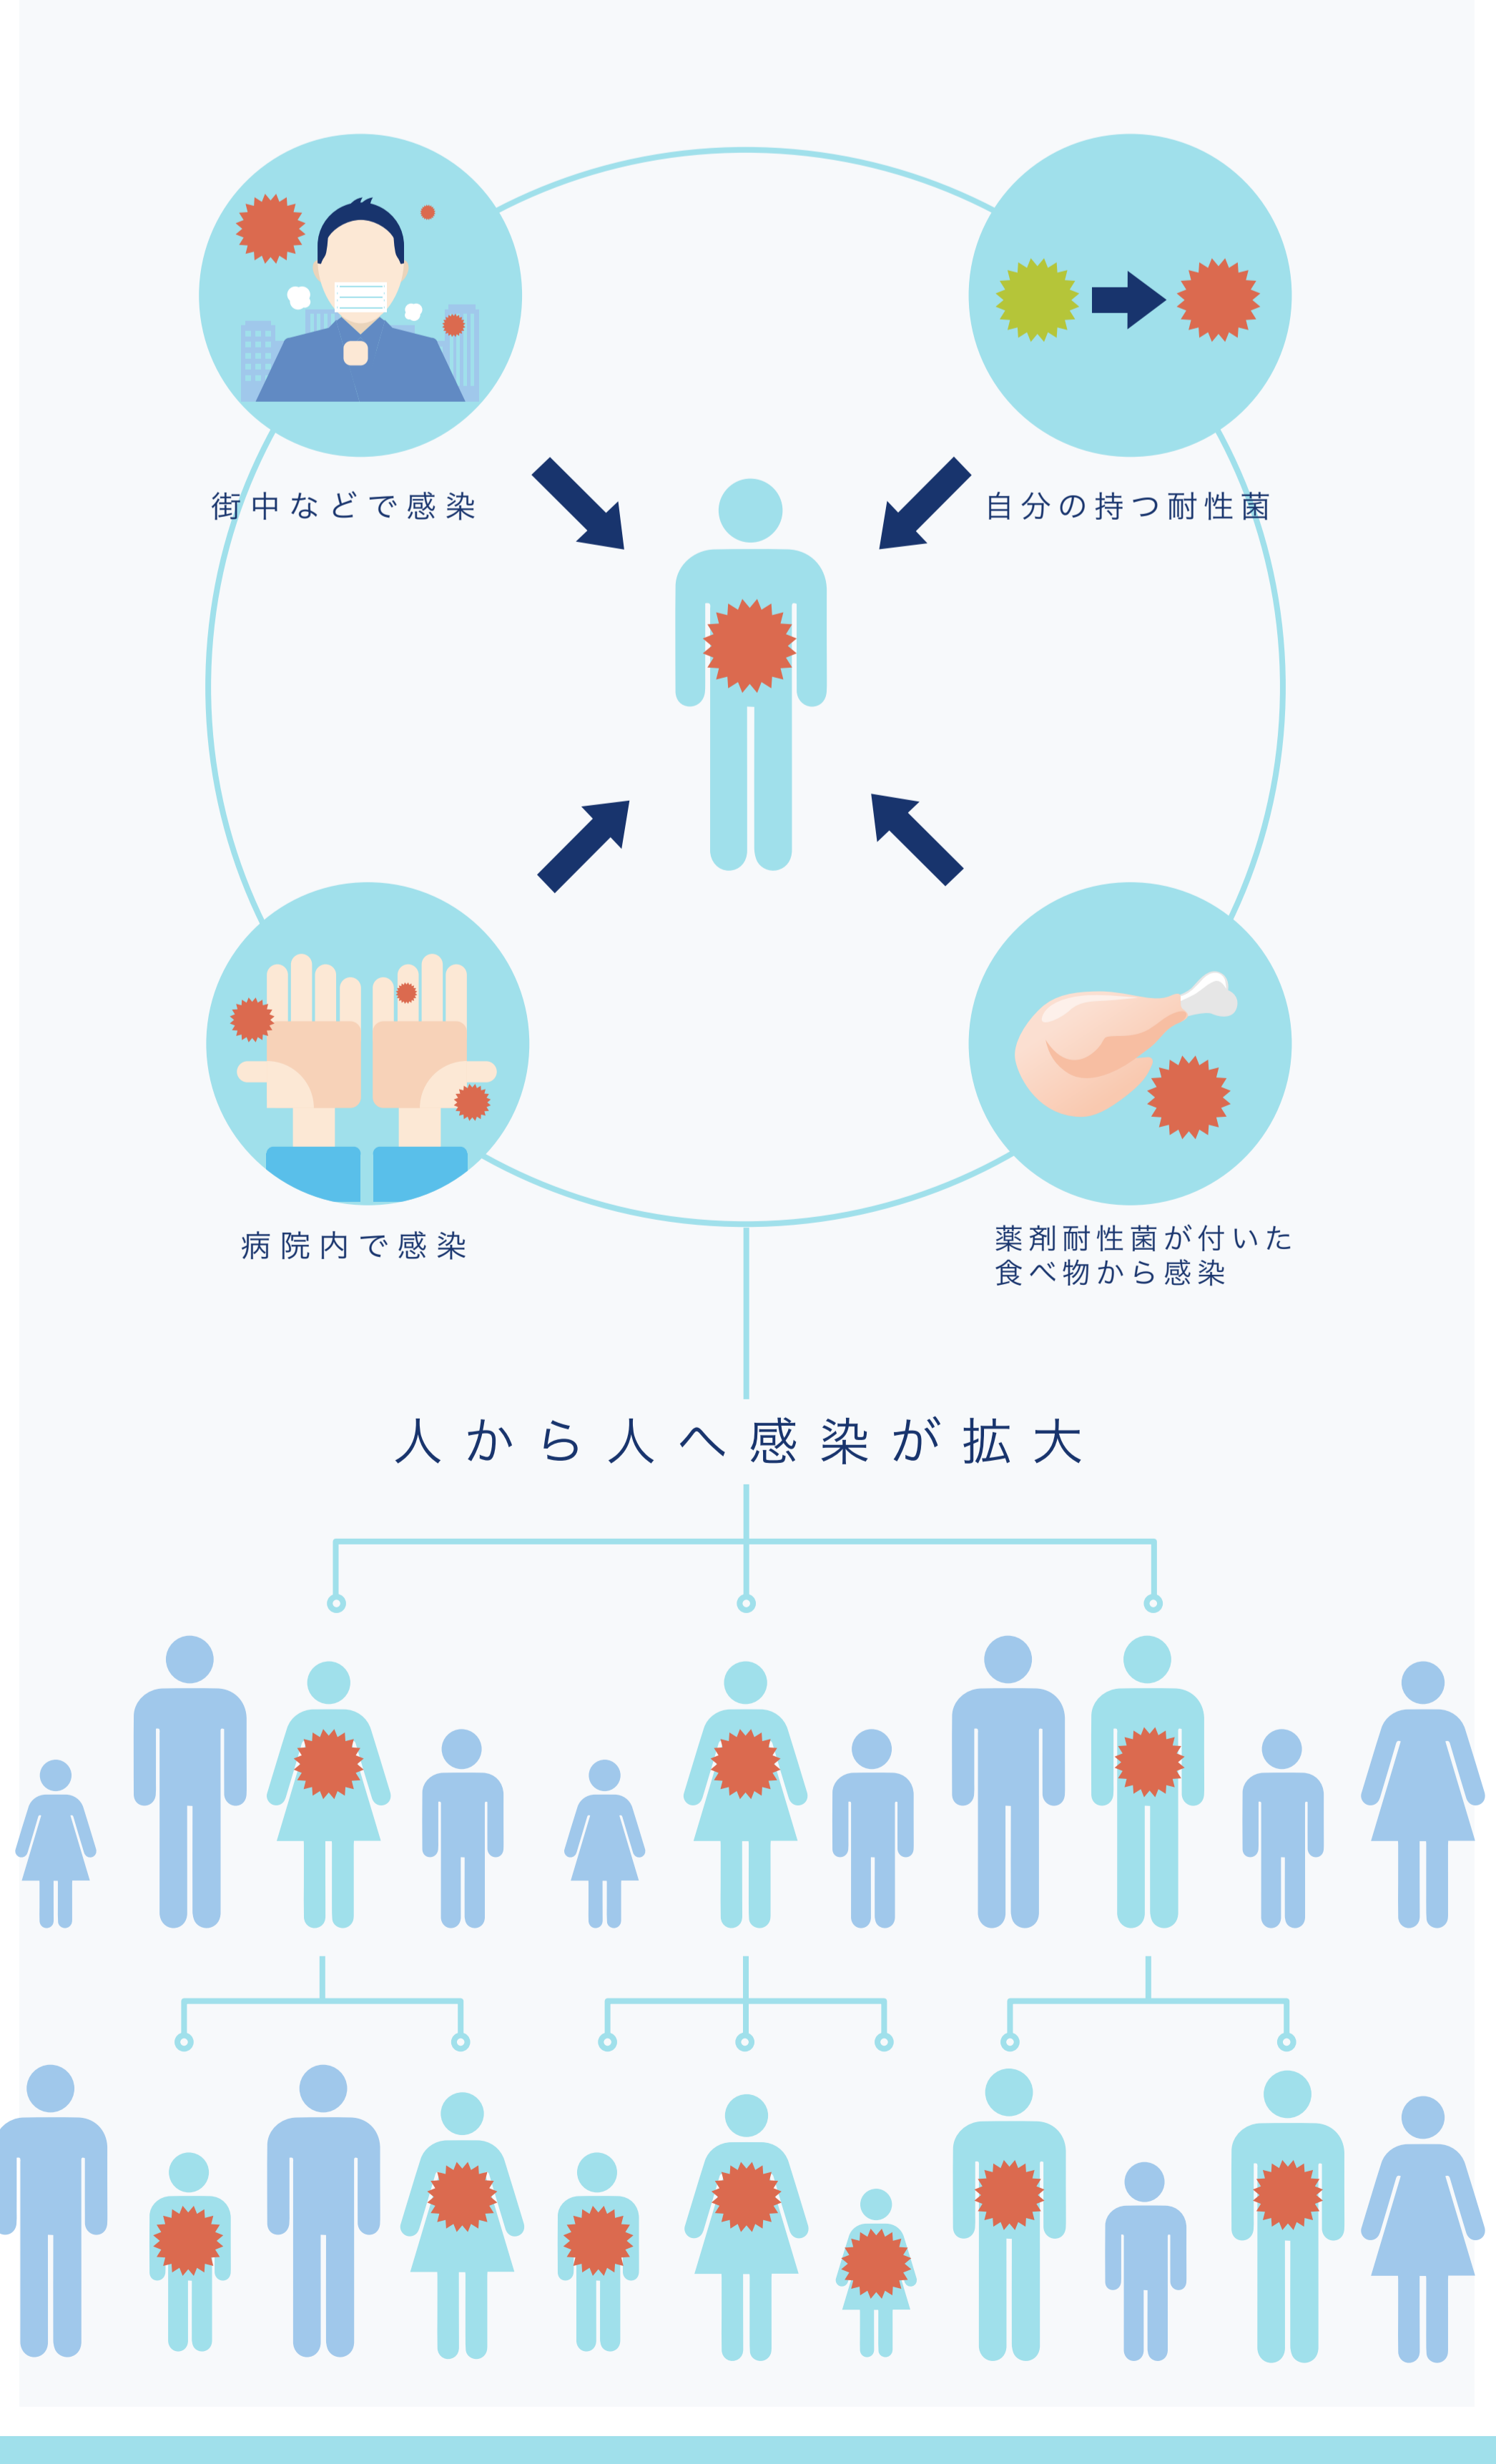 街中などで感染
自分の持つ耐性菌
病院内で感染
薬剤耐性菌が付いた
食べ物から感染
人から人へ感染が拡大